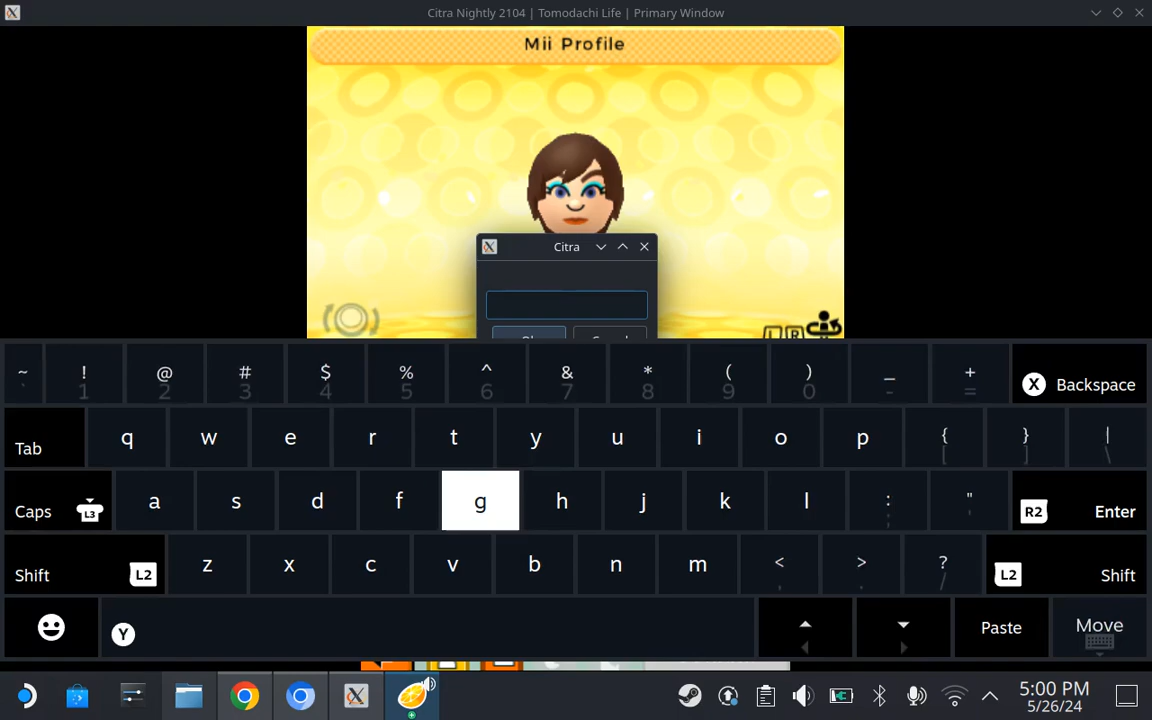 Citra Nightly 2104 | Tomodachi Life | Primary Window
Mii Profile
Citra
L R
~ ! @ # $ % ^ & * ( ) _ + X Backspace
` 1 2 3 4 5 6 7 8 9 0 - =
Tab q w e r t y u i o p { } |
[ ] \
Caps L3 a s d f g h j k l : " R2 Enter
; '
Shift L2 z x c v b n m < > ? L2 Shift
, . /
Y Paste Move
5:00 PM
5/26/24